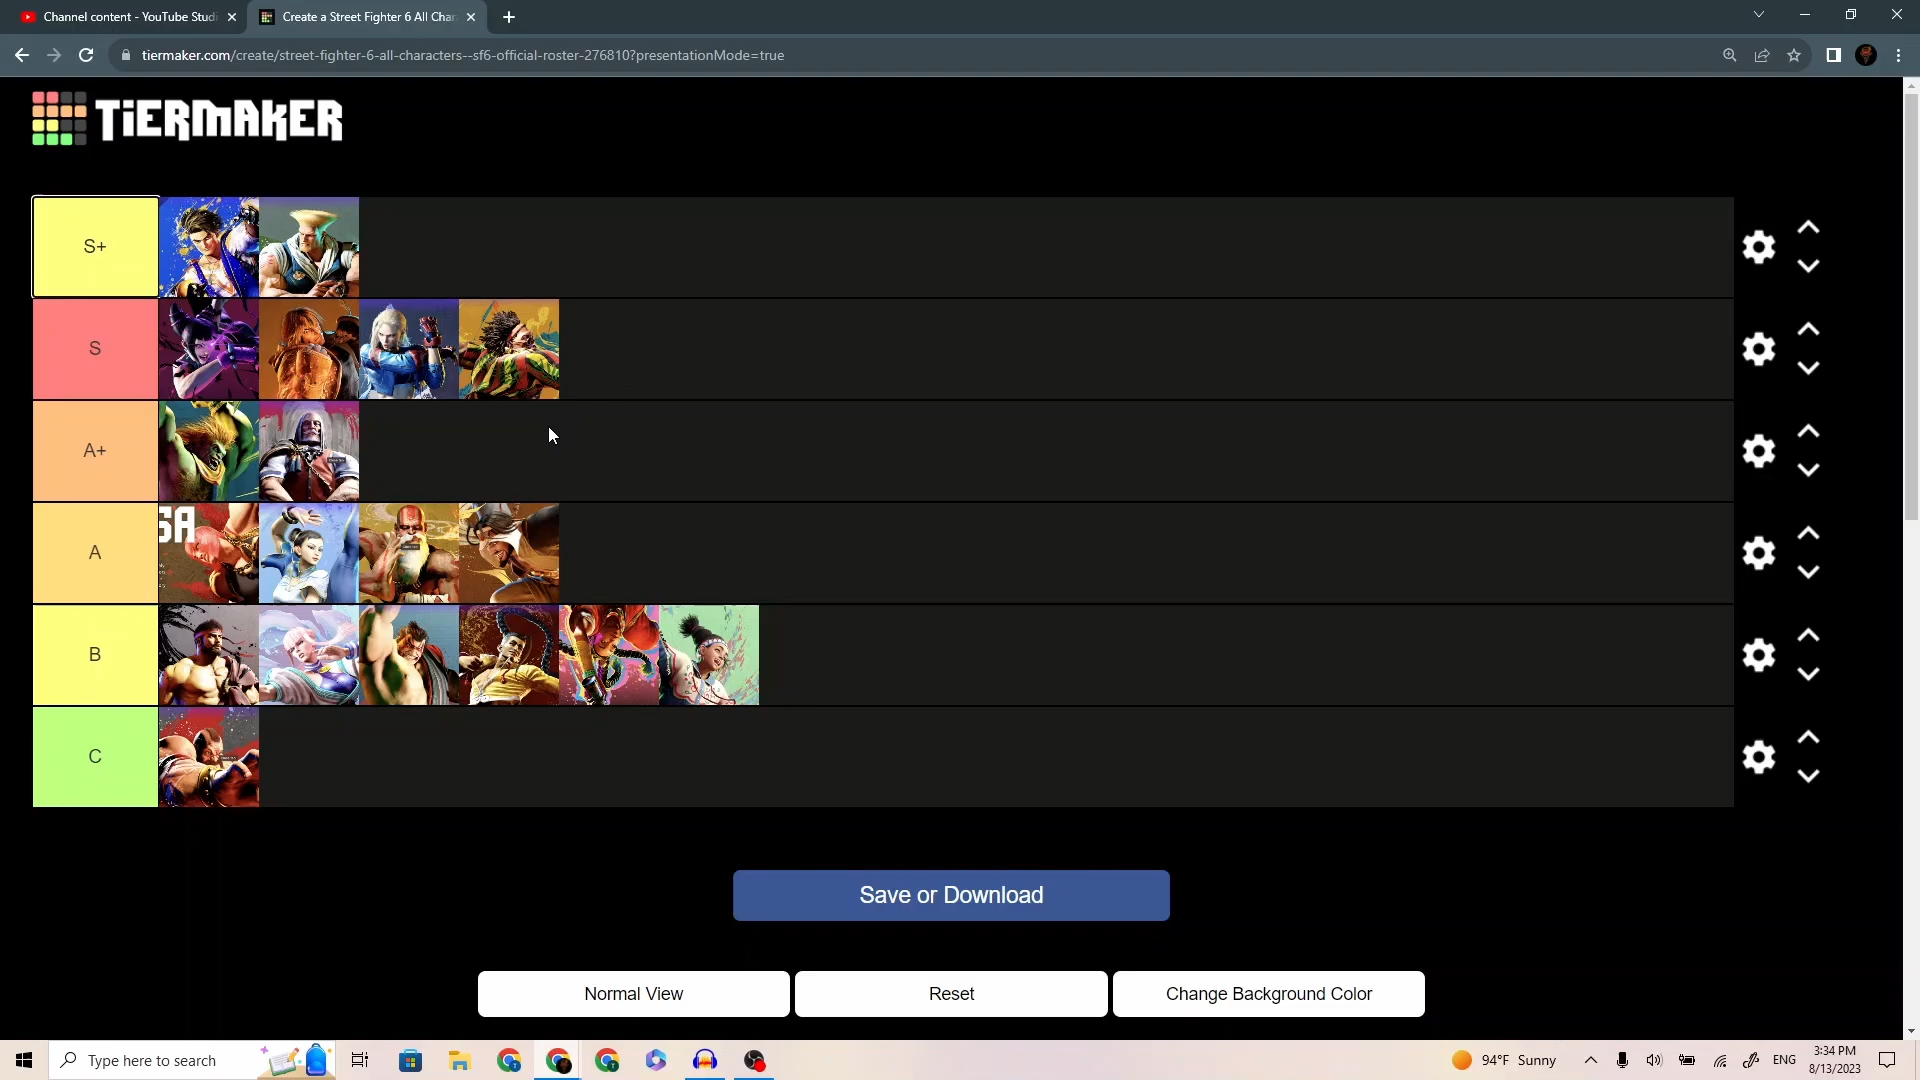 Channel content - YouTube Studi
Create a Street Fighter 6 All Char
tiermaker.com/create/street-fighter-6-all-characters--sf6-official-roster-276810?presentationMode=true
TiERMAKER
S+
S
A+
A
SA
B
C
Save or Download
Normal View
Reset
Change Background Color
Type here to search
94°F Sunny
ENG
3:34 PM
8/13/2023